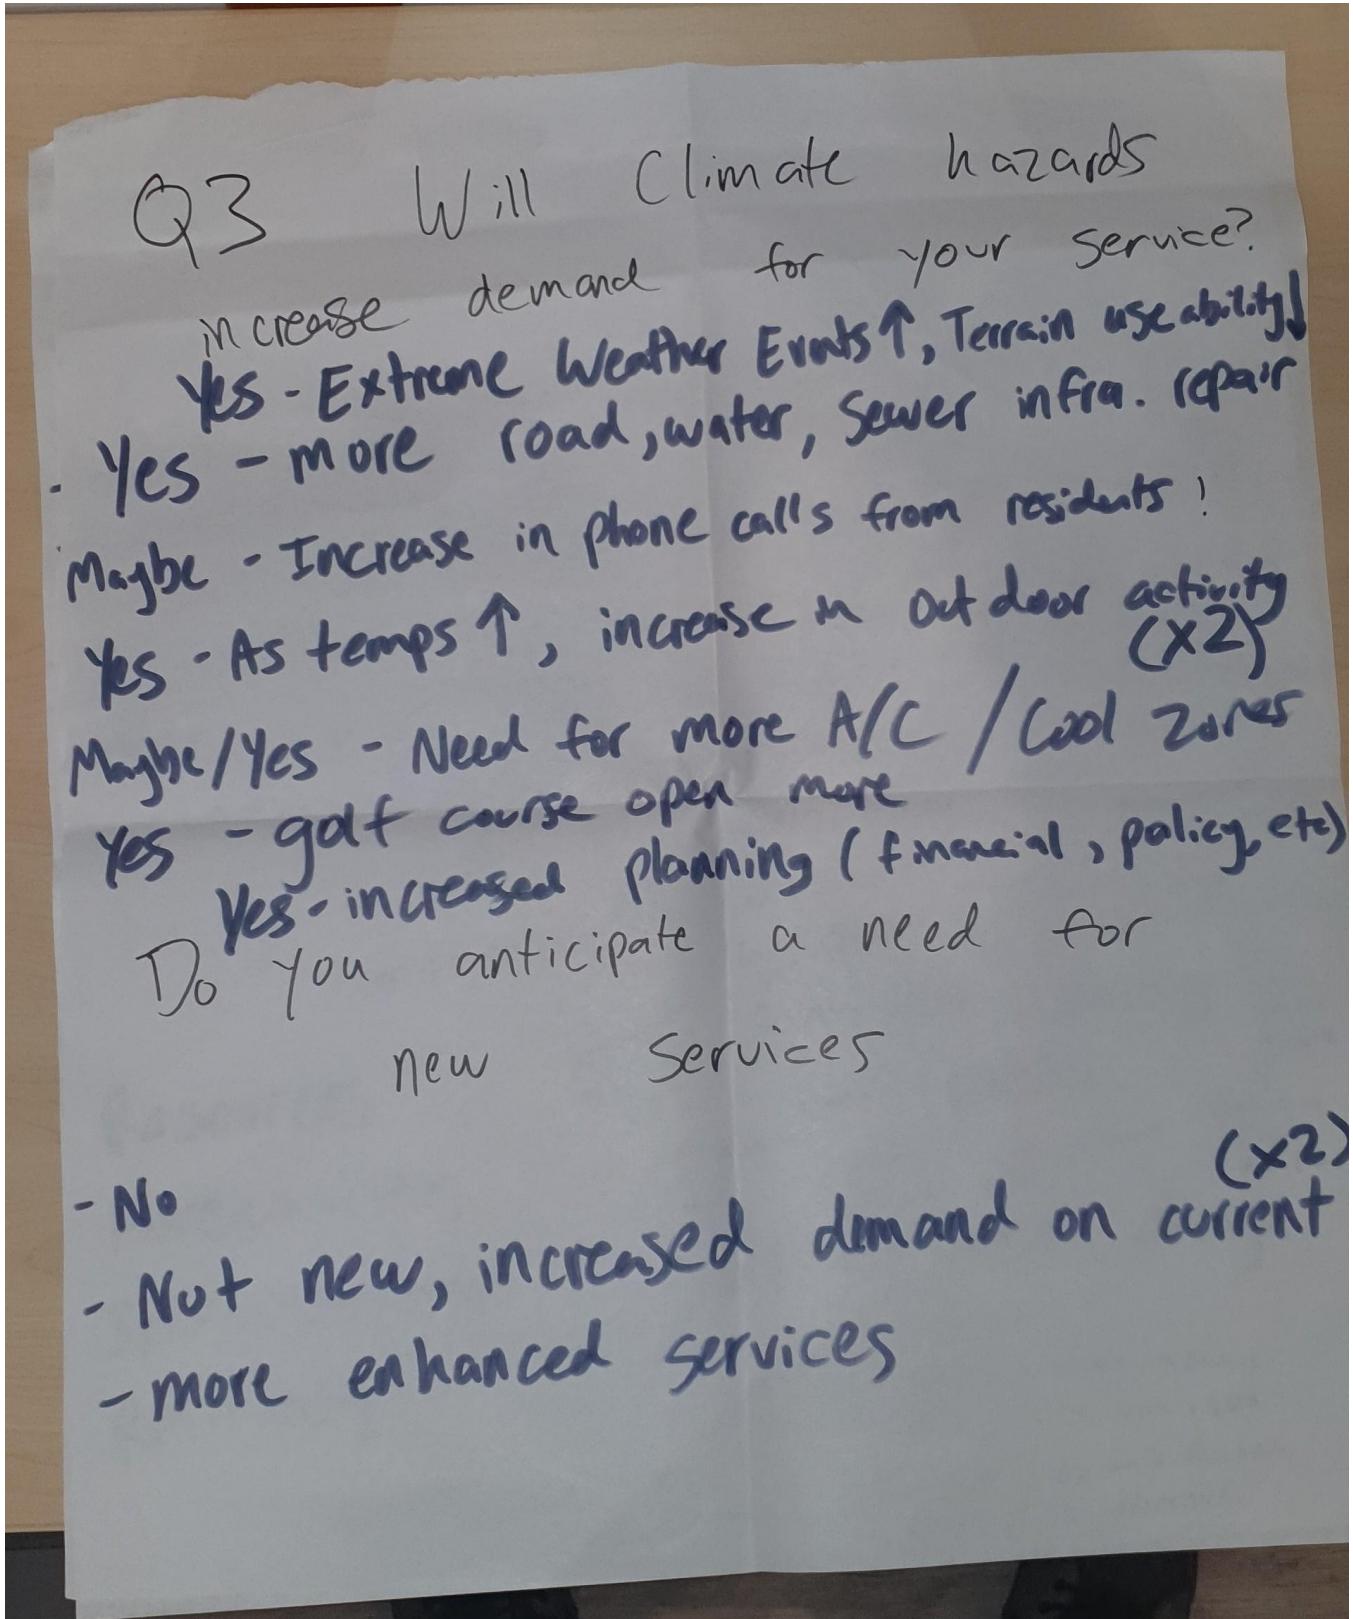 Q3 Will Climate hazards
increase demand for your service?
Yes - Extreme Weather Events↑, Terrain useability↓
· Yes - more road, water, sewer infra. repair
Maybe - Increase in phone calls from residents!
Yes - As temps ↑, increase in outdoor activity
(x2)
Maybe/Yes - Need for more A/C / Cool Zones
Yes - golf course open more
Yes - increased planning (financial, policy, etc)
Do you anticipate a need for
new services
(x2)
- No
- Not new, increased demand on current
- more enhanced services